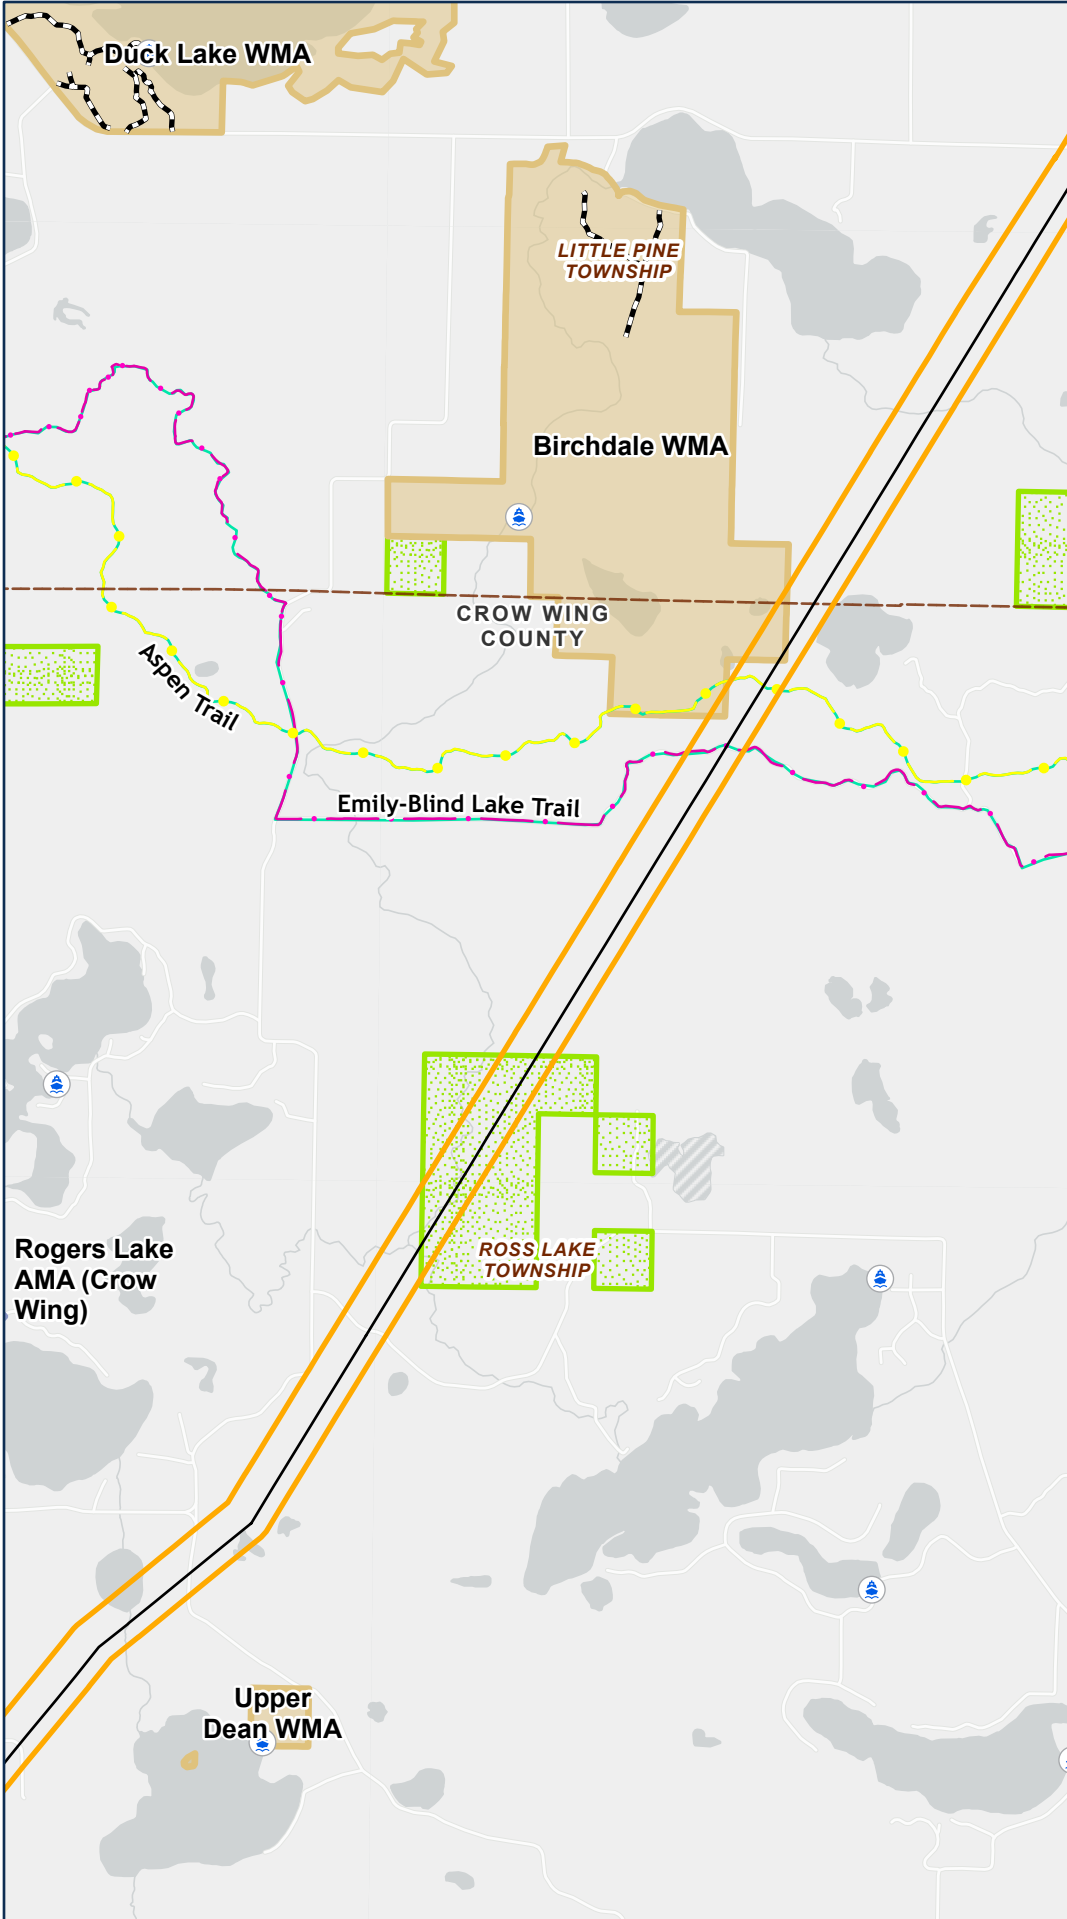 Duck Lake WMA
LITTLE PINE
TOWNSHIP
Birchdale WMA
CROW WING
COUNTY
Aspen Trail
Emily-Blind Lake Trail
Rogers Lake
AMA (Crow
Wing)
ROSS LAKE
TOWNSHIP
Upper
Dean WMA